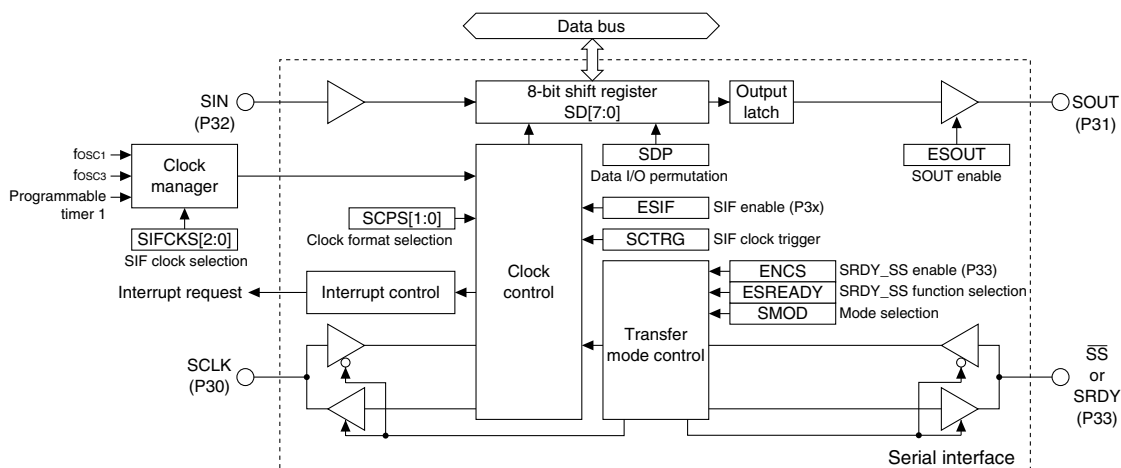 Data bus
SIN
(P32)
8-bit shift register
SD[7:0]
Output
latch
SOUT
(P31)
fOSC1
fOSC3
Programmable
timer 1
Clock
manager
SDP
Data I/O permutation
ESOUT
SOUT enable
SIFCKS[2:0]
SIF clock selection
SCPS[1:0]
Clock format selection
ESIF
SIF enable (P3x)
SCTRG
SIF clock trigger
Clock
control
Interrupt request
Interrupt control
ENCS
SRDY_SS enable (P33)
ESREADY
SRDY_SS function selection
SMOD
Mode selection
Transfer
mode control
SCLK
(P30)
SS
or
SRDY
(P33)
Serial interface